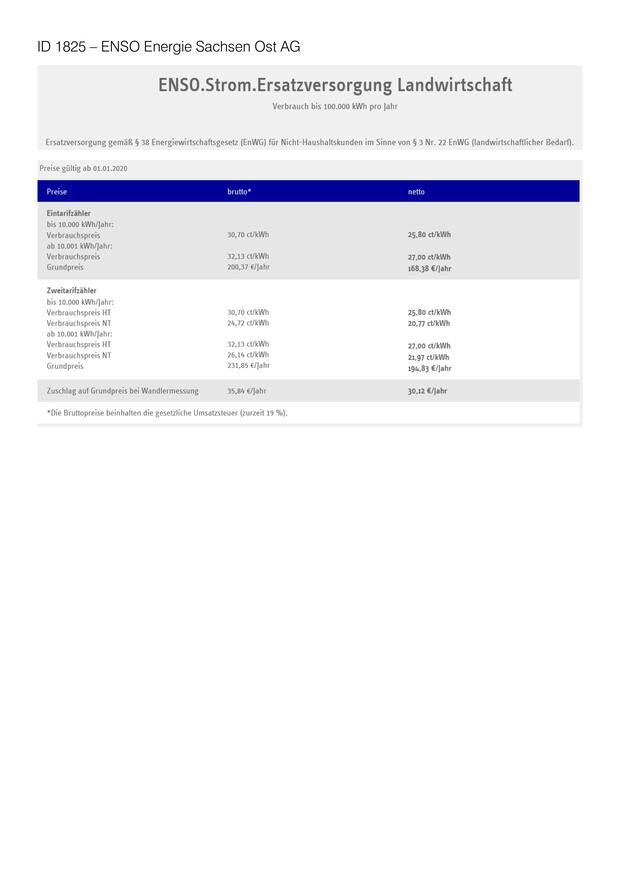 ID 1825 – ENSO Energie Sachsen Ost AG
ENSO.Strom.Ersatzversorgung Landwirtschaft
Verbrauch bis 100.000 kWh pro Jahr
Ersatzversorgung gemäß § 38 Energiewirtschaftsgesetz (EnWG) für Nicht-Haushaltskunden im Sinne von § 3 Nr. 22 EnWG (landwirtschaftlicher Bedarf).
Preise gültig ab 01.01.2020
Preise brutto* netto
Eintarifzähler
bis 10.000 kWh/Jahr:
Verbrauchspreis 30,70 ct/kWh 25,80 ct/kWh
ab 10.001 kWh/Jahr:
Verbrauchspreis 32,13 ct/kWh 27,00 ct/kWh
Grundpreis 200,37 €/Jahr 168,38 €/Jahr
Zweitarifzähler
bis 10.000 kWh/Jahr:
Verbrauchspreis HT 30,70 ct/kWh 25,80 ct/kWh
Verbrauchspreis NT 24,72 ct/kWh 20,77 ct/kWh
ab 10.001 kWh/Jahr:
Verbrauchspreis HT 32,13 ct/kWh 27,00 ct/kWh
Verbrauchspreis NT 26,14 ct/kWh 21,97 ct/kWh
Grundpreis 231,85 €/Jahr 194,83 €/Jahr
Zuschlag auf Grundpreis bei Wandlermessung 35,84 €/Jahr 30,12 €/Jahr
*Die Bruttopreise beinhalten die gesetzliche Umsatzsteuer (zurzeit 19 %).